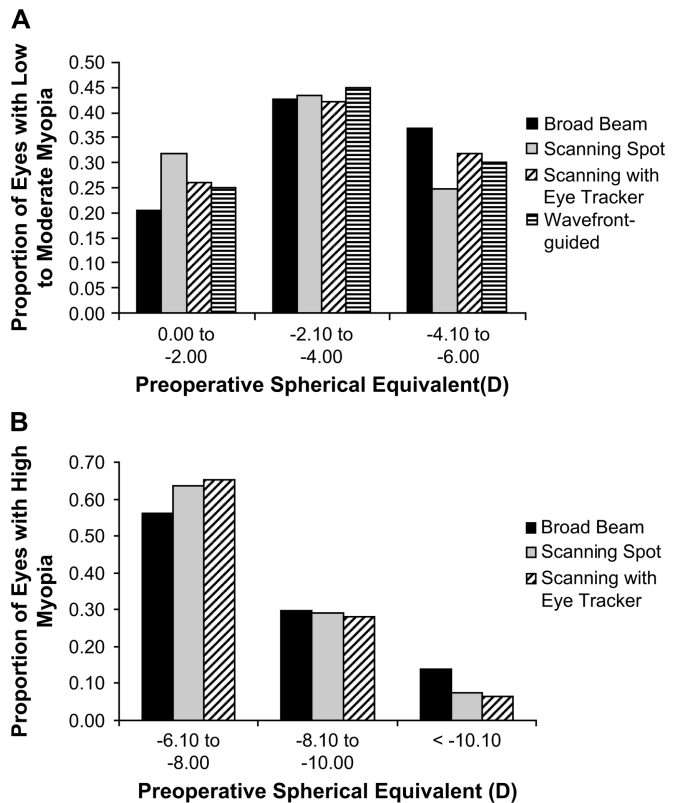 A
Proportion of Eyes with Low
to Moderate Myopia
0.50
0.45
0.40
0.35
0.30
0.25
0.20
0.15
0.10
0.05
0.00
0.00 to
-2.00
-2.10 to
-4.00
-4.10 to
-6.00
Preoperative Spherical Equivalent(D)
Broad Beam
Scanning Spot
Scanning with
Eye Tracker
Wavefront-
guided
B
Proportion of Eyes with High
Myopia
0.70
0.60
0.50
0.40
0.30
0.20
0.10
0.00
-6.10 to
-8.00
-8.10 to
-10.00
< -10.10
Preoperative Spherical Equivalent (D)
Broad Beam
Scanning Spot
Scanning with
Eye Tracker